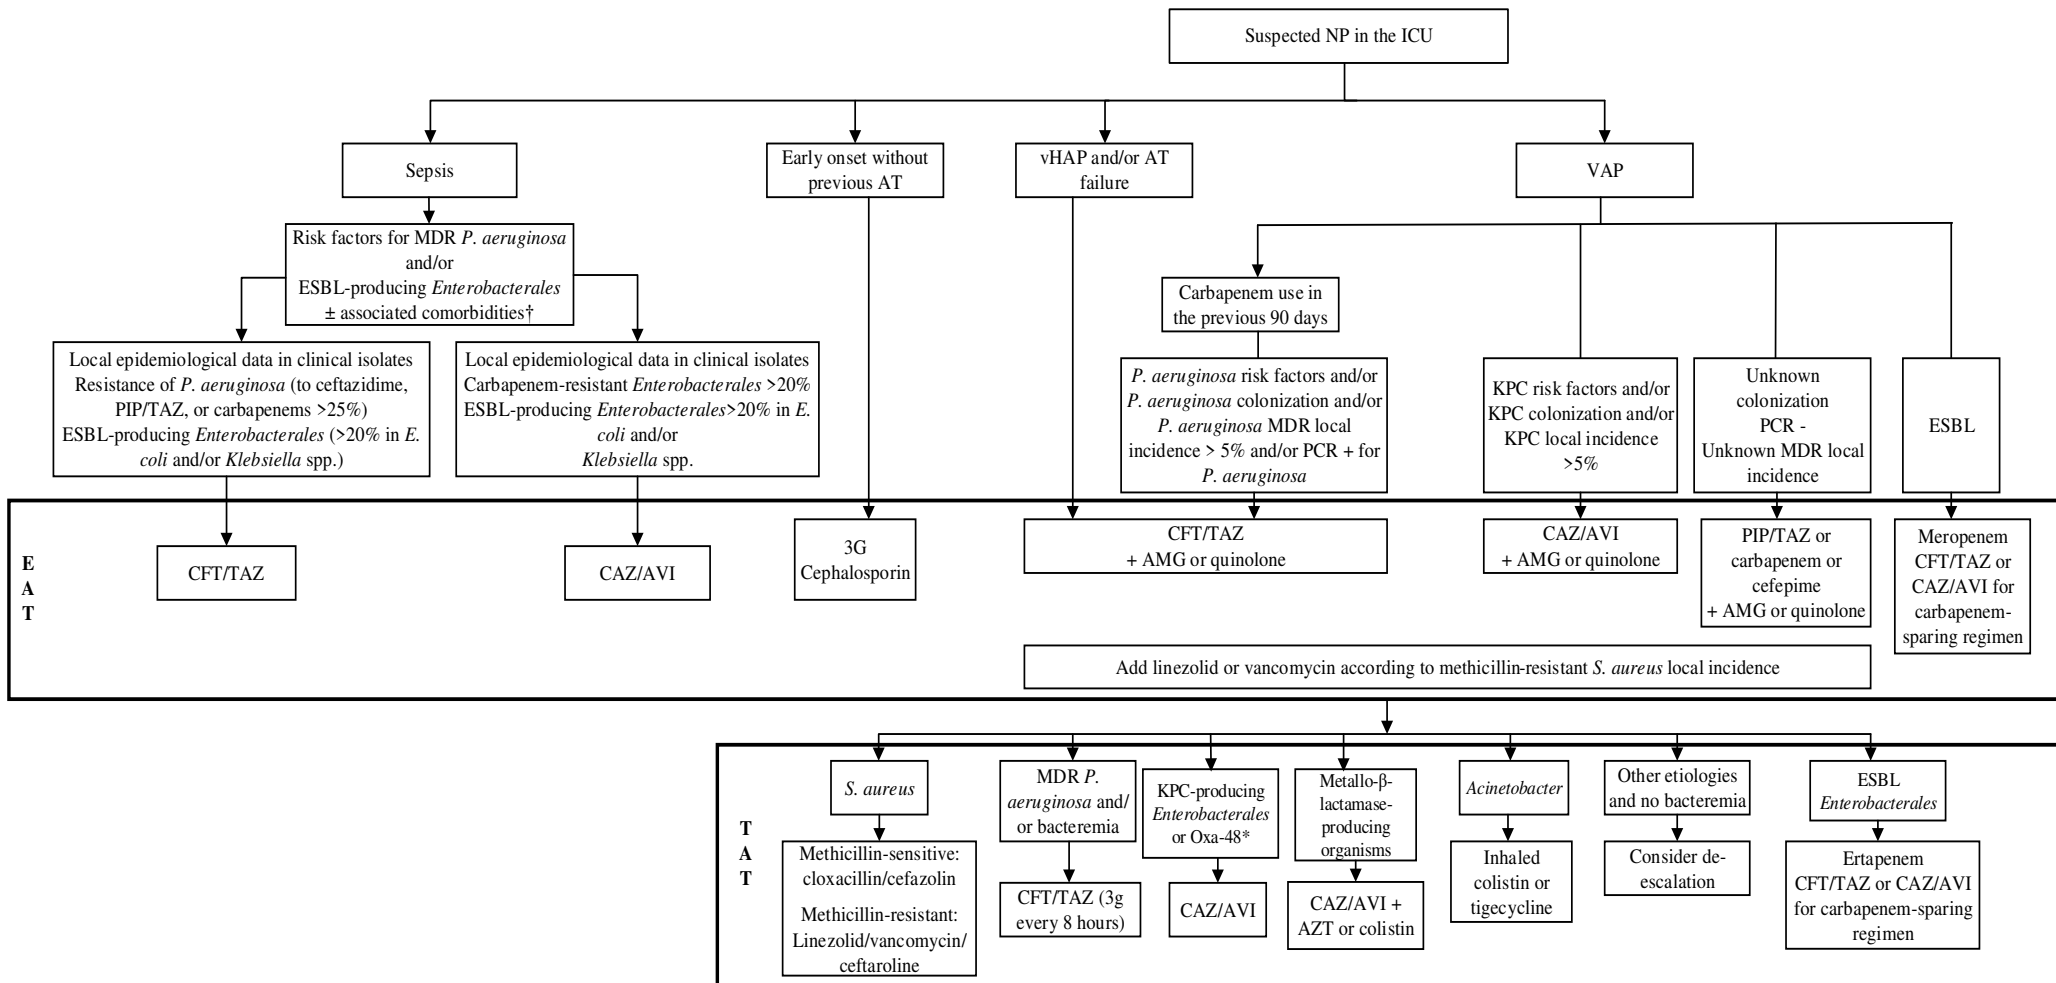 Suspected NP in the ICU
Sepsis
Early onset without
previous AT
vHAP and/or AT
failure
VAP
Risk factors for MDR P. aeruginosa
and/or
ESBL-producing Enterobacterales
± associated comorbidities†
Carbapenem use in
the previous 90 days
Local epidemiological data in clinical isolates
Resistance of P. aeruginosa (to ceftazidime,
PIP/TAZ, or carbapenems >25%)
ESBL-producing Enterobacterales (>20% in E.
coli and/or Klebsiella spp.)
Local epidemiological data in clinical isolates
Carbapenem-resistant Enterobacterales >20%
ESBL-producing Enterobacterales>20% in E.
coli and/or
Klebsiella spp.
P. aeruginosa risk factors and/or
P. aeruginosa colonization and/or
P. aeruginosa MDR local
incidence > 5% and/or PCR + for
P. aeruginosa
KPC risk factors and/or
KPC colonization and/or
KPC local incidence
>5%
Unknown
colonization
PCR -
Unknown MDR local
incidence
ESBL
E
A
T
CFT/TAZ
CAZ/AVI
3G
Cephalosporin
CFT/TAZ
+ AMG or quinolone
CAZ/AVI
+ AMG or quinolone
PIP/TAZ or
carbapenem or
cefepime
+ AMG or quinolone
Meropenem
CFT/TAZ or
CAZ/AVI for
carbapenem-
sparing regimen
Add linezolid or vancomycin according to methicillin-resistant S. aureus local incidence
T
A
T
S. aureus
MDR P.
aeruginosa and/
or bacteremia
KPC-producing
Enterobacterales
or Oxa-48*
Metallo-β-
lactamase-
producing
organisms
Acinetobacter
Other etiologies
and no bacteremia
ESBL
Enterobacterales
Methicillin-sensitive:
cloxacillin/cefazolin
Methicillin-resistant:
Linezolid/vancomycin/
ceftaroline
CFT/TAZ (3g
every 8 hours)
CAZ/AVI
CAZ/AVI +
AZT or colistin
Inhaled
colistin or
tigecycline
Consider de-
escalation
Ertapenem
CFT/TAZ or CAZ/AVI
for carbapenem-sparing
regimen